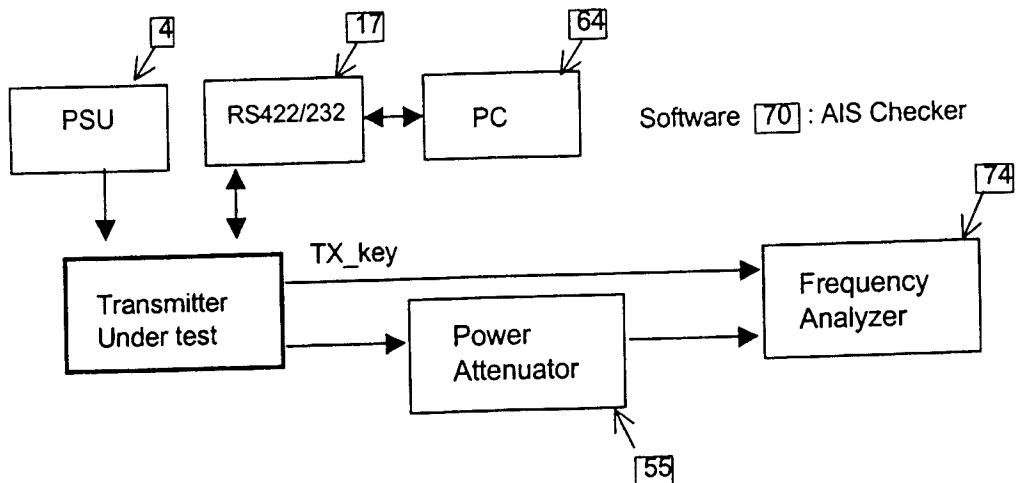 4
17
64
PSU
RS422/232
PC
Software 70 : AIS Checker
74
TX_key
Transmitter
Under test
Frequency
Analyzer
Power
Attenuator
55